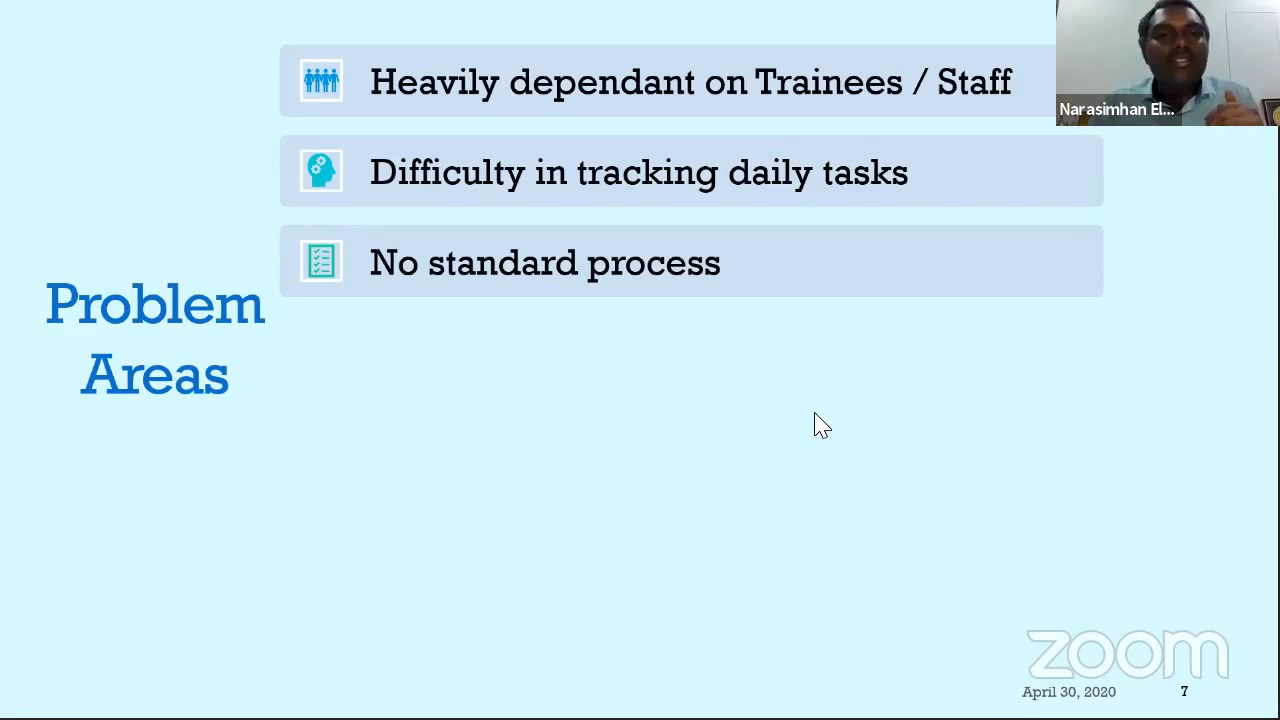 Heavily dependant on Trainees / Staff
Narasimhan El...
Difficulty in tracking daily tasks
No standard process
Problem
Areas
zoom
April 30, 2020
7